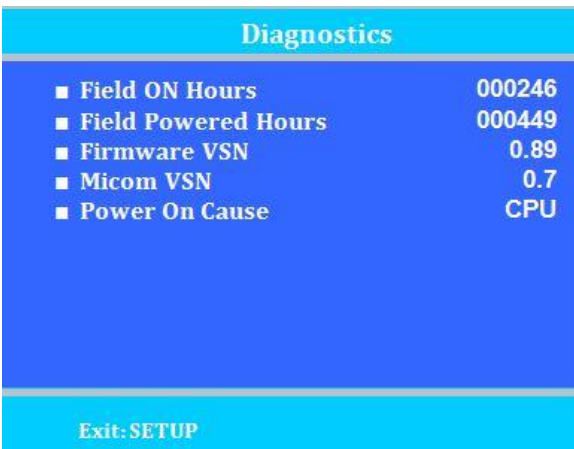 Diagnostics
■ Field ON Hours 000246
■ Field Powered Hours 000449
■ Firmware VSN 0.89
■ Micom VSN 0.7
■ Power On Cause CPU
Exit:SETUP